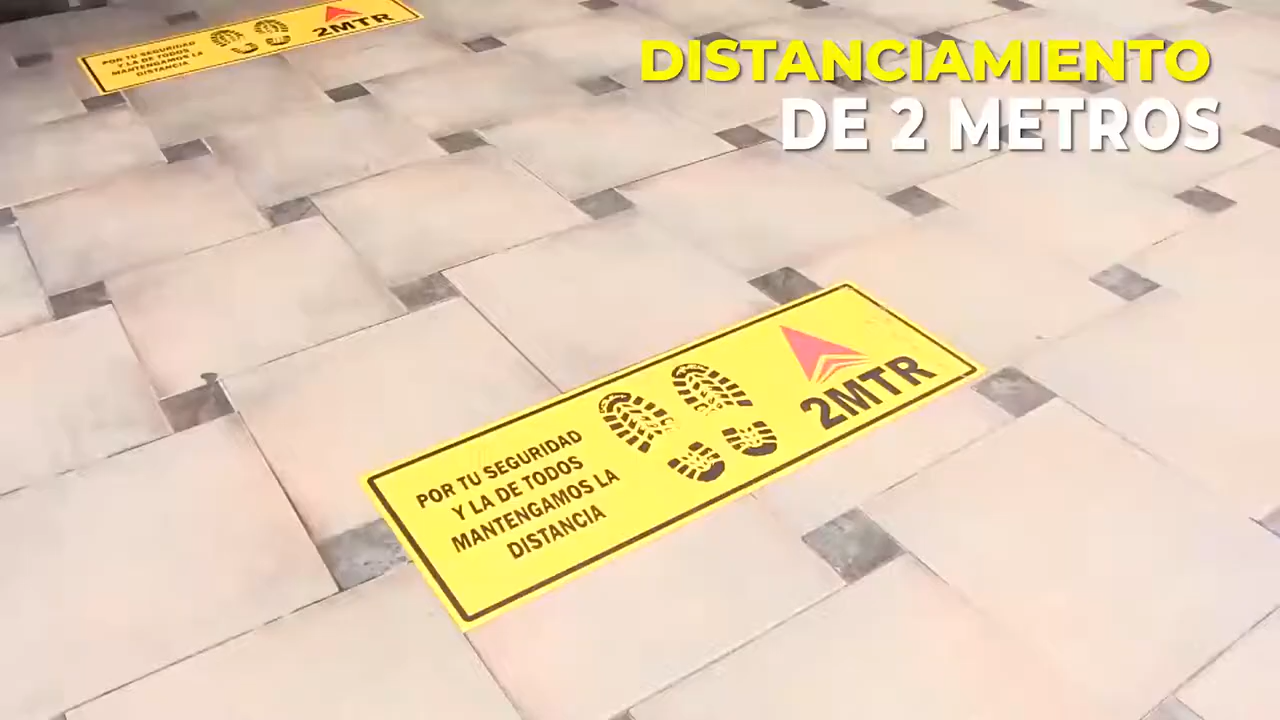 POR TU SEGURIDAD
Y LA DE TODOS
MANTENGAMOS LA
DISTANCIA
2MTR
DISTANCIAMIENTO
DE 2 METROS
POR TU SEGURIDAD
Y LA DE TODOS
MANTENGAMOS LA
DISTANCIA
2MTR